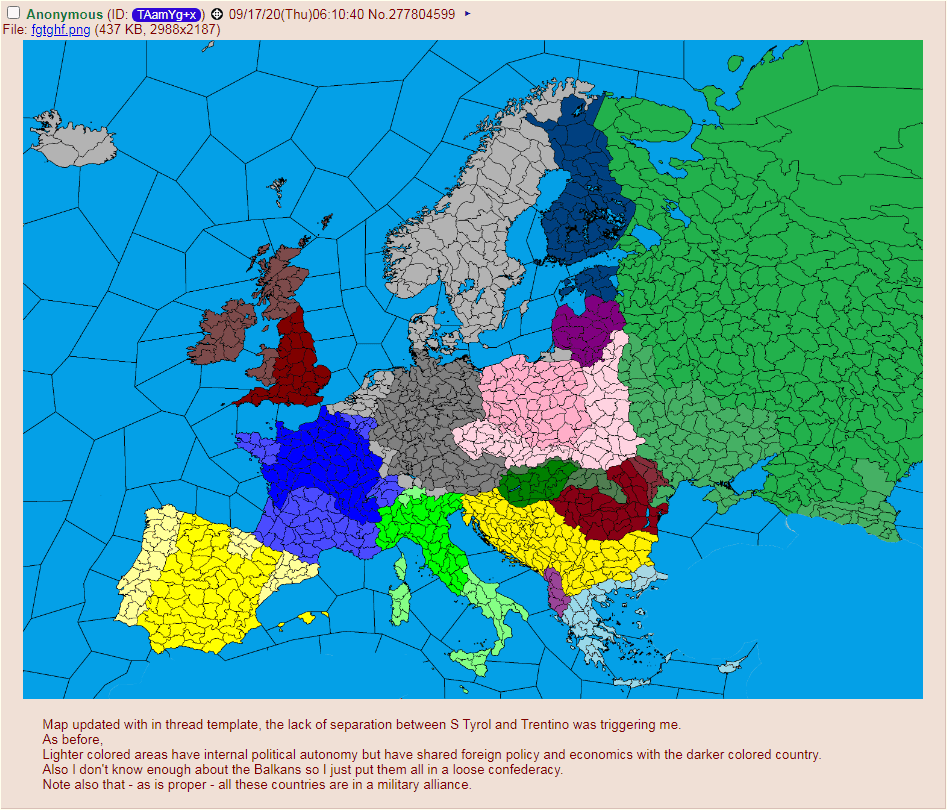 Anonymous (ID: TAamYg+x) 09/17/20(Thu)06:10:40 No.277804599
File: fgtghf.png (437 KB, 2988x2187)
Map updated with in thread template, the lack of separation between S Tyrol and Trentino was triggering me.
As before,
Lighter colored areas have internal political autonomy but have shared foreign policy and economics with the darker colored country.
Also I don't know enough about the Balkans so I just put them all in a loose confederacy.
Note also that - as is proper - all these countries are in a military alliance.